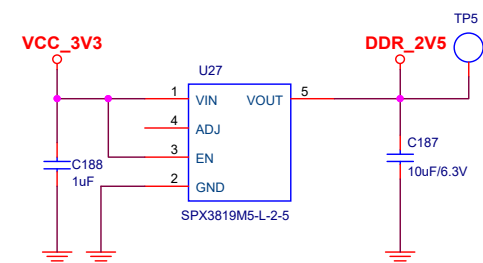 TP5
VCC_3V3
DDR_2V5
U27
1
VIN
VOUT
5
4
ADJ
3
EN
2
GND
C188
1uF
C187
10uF/6.3V
SPX3819M5-L-2-5